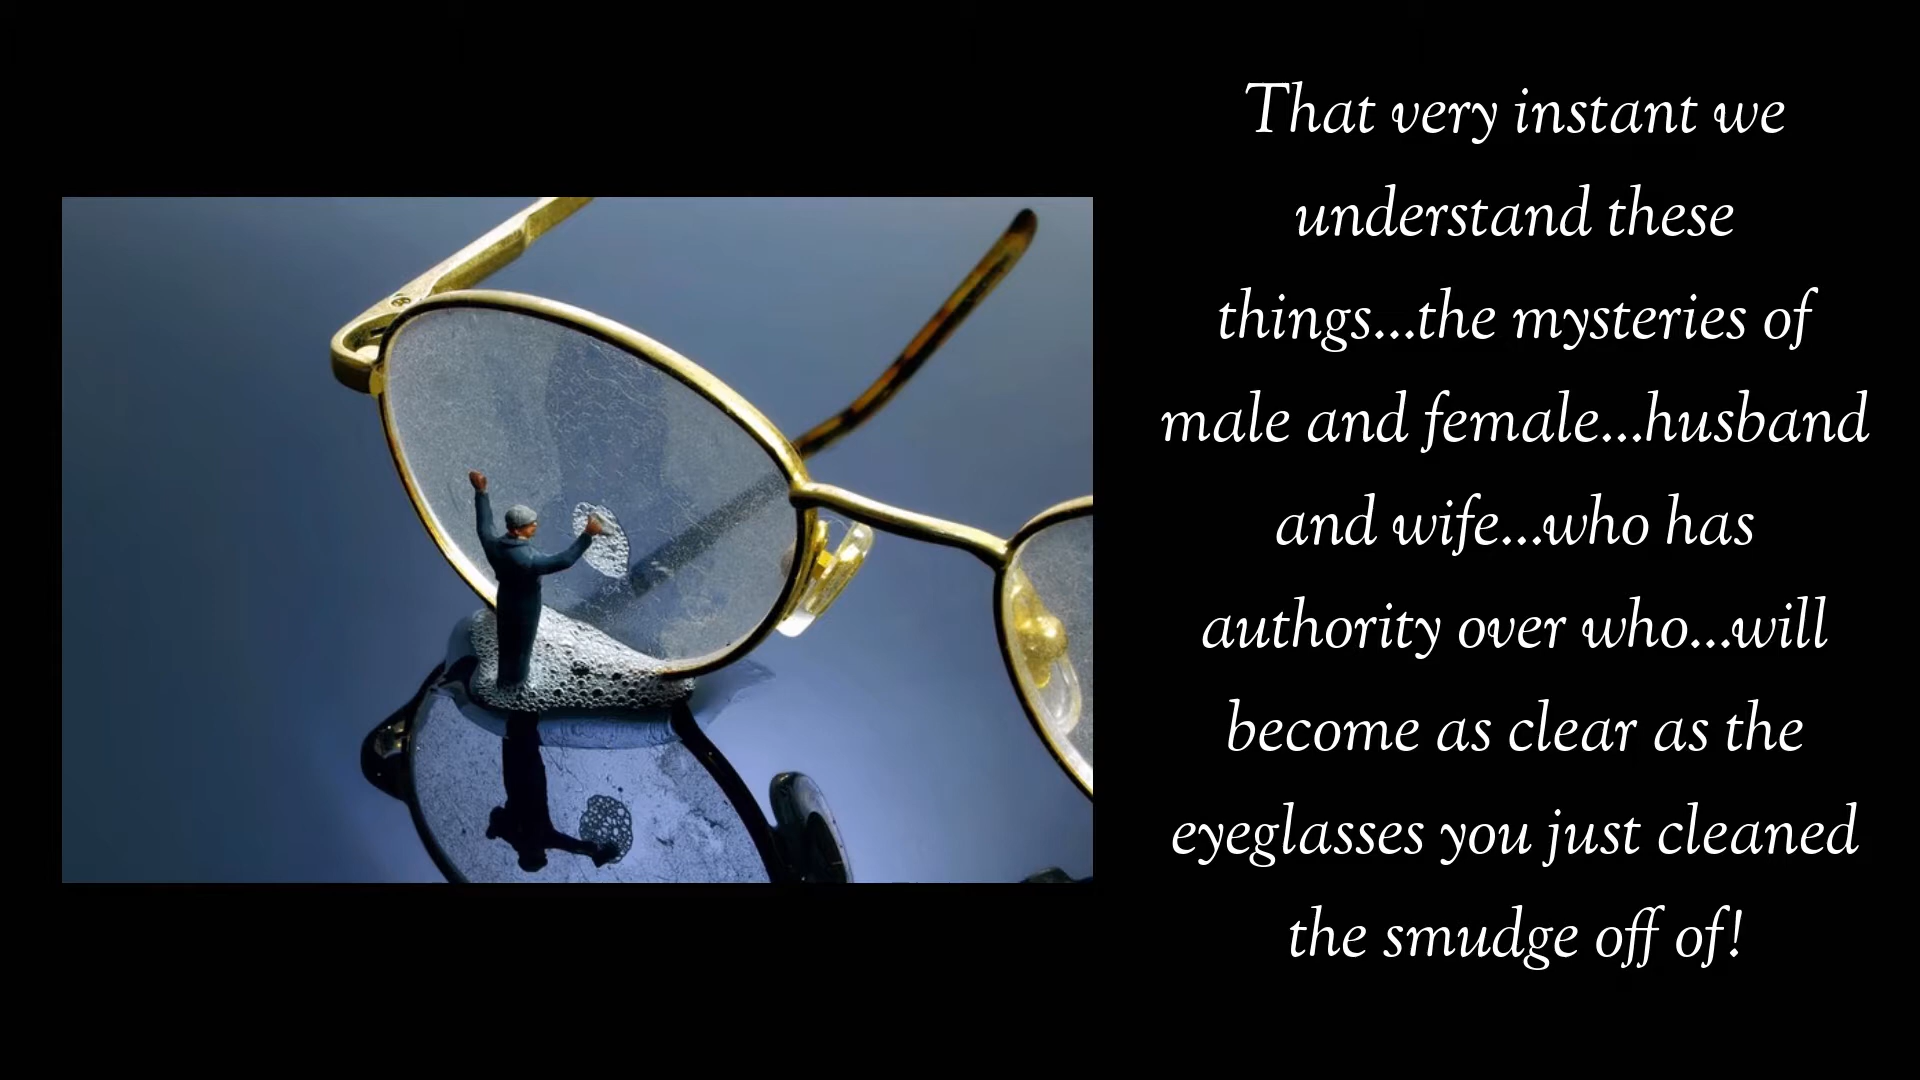 That very instant we
understand these
things...the mysteries of
male and female...husband
and wife...who has
authority over who...will
become as clear as the
eyeglasses you just cleaned
the smudge off of!